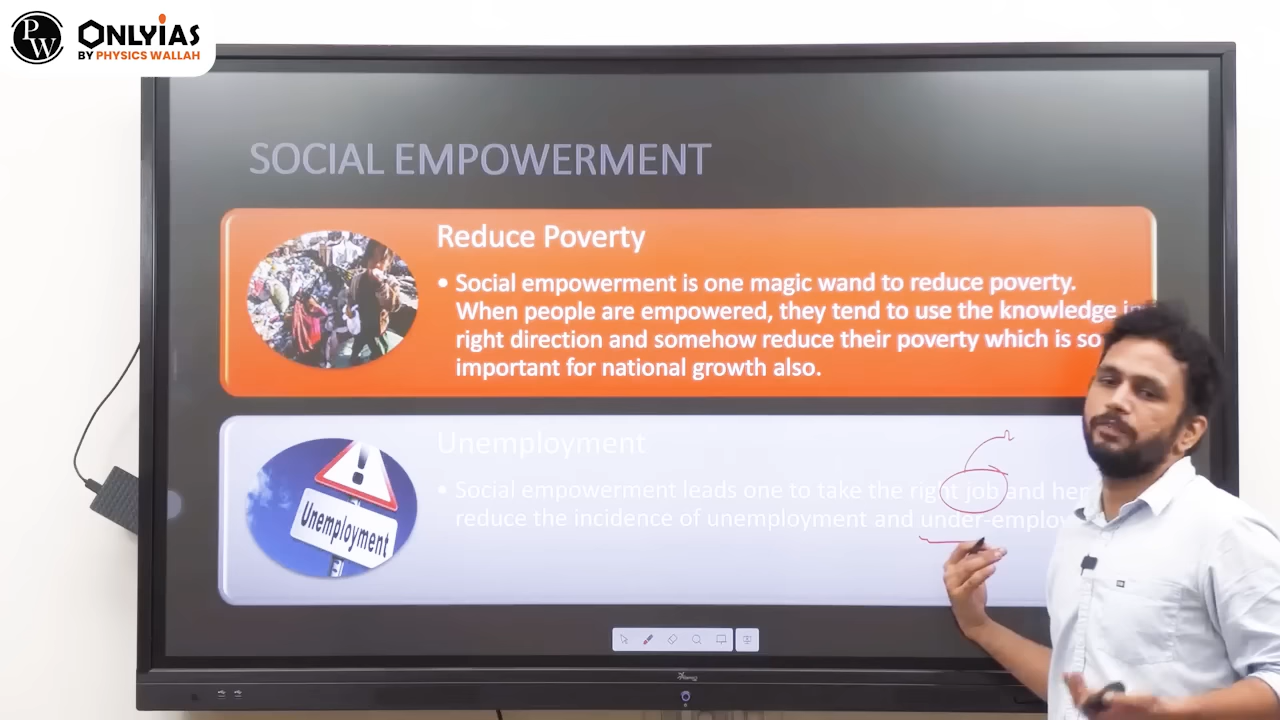 PW
ONLYIAS
BY PHYSICS WALLAH
SOCIAL EMPOWERMENT
Reduce Poverty
• Social empowerment is one magic wand to reduce poverty.
When people are empowered, they tend to use the knowledge in
right direction and somehow reduce their poverty which is so
important for national growth also.
Unemployment
Unemployment
• Social empowerment leads one to take the right job and
reduce the incidence of unemployment and